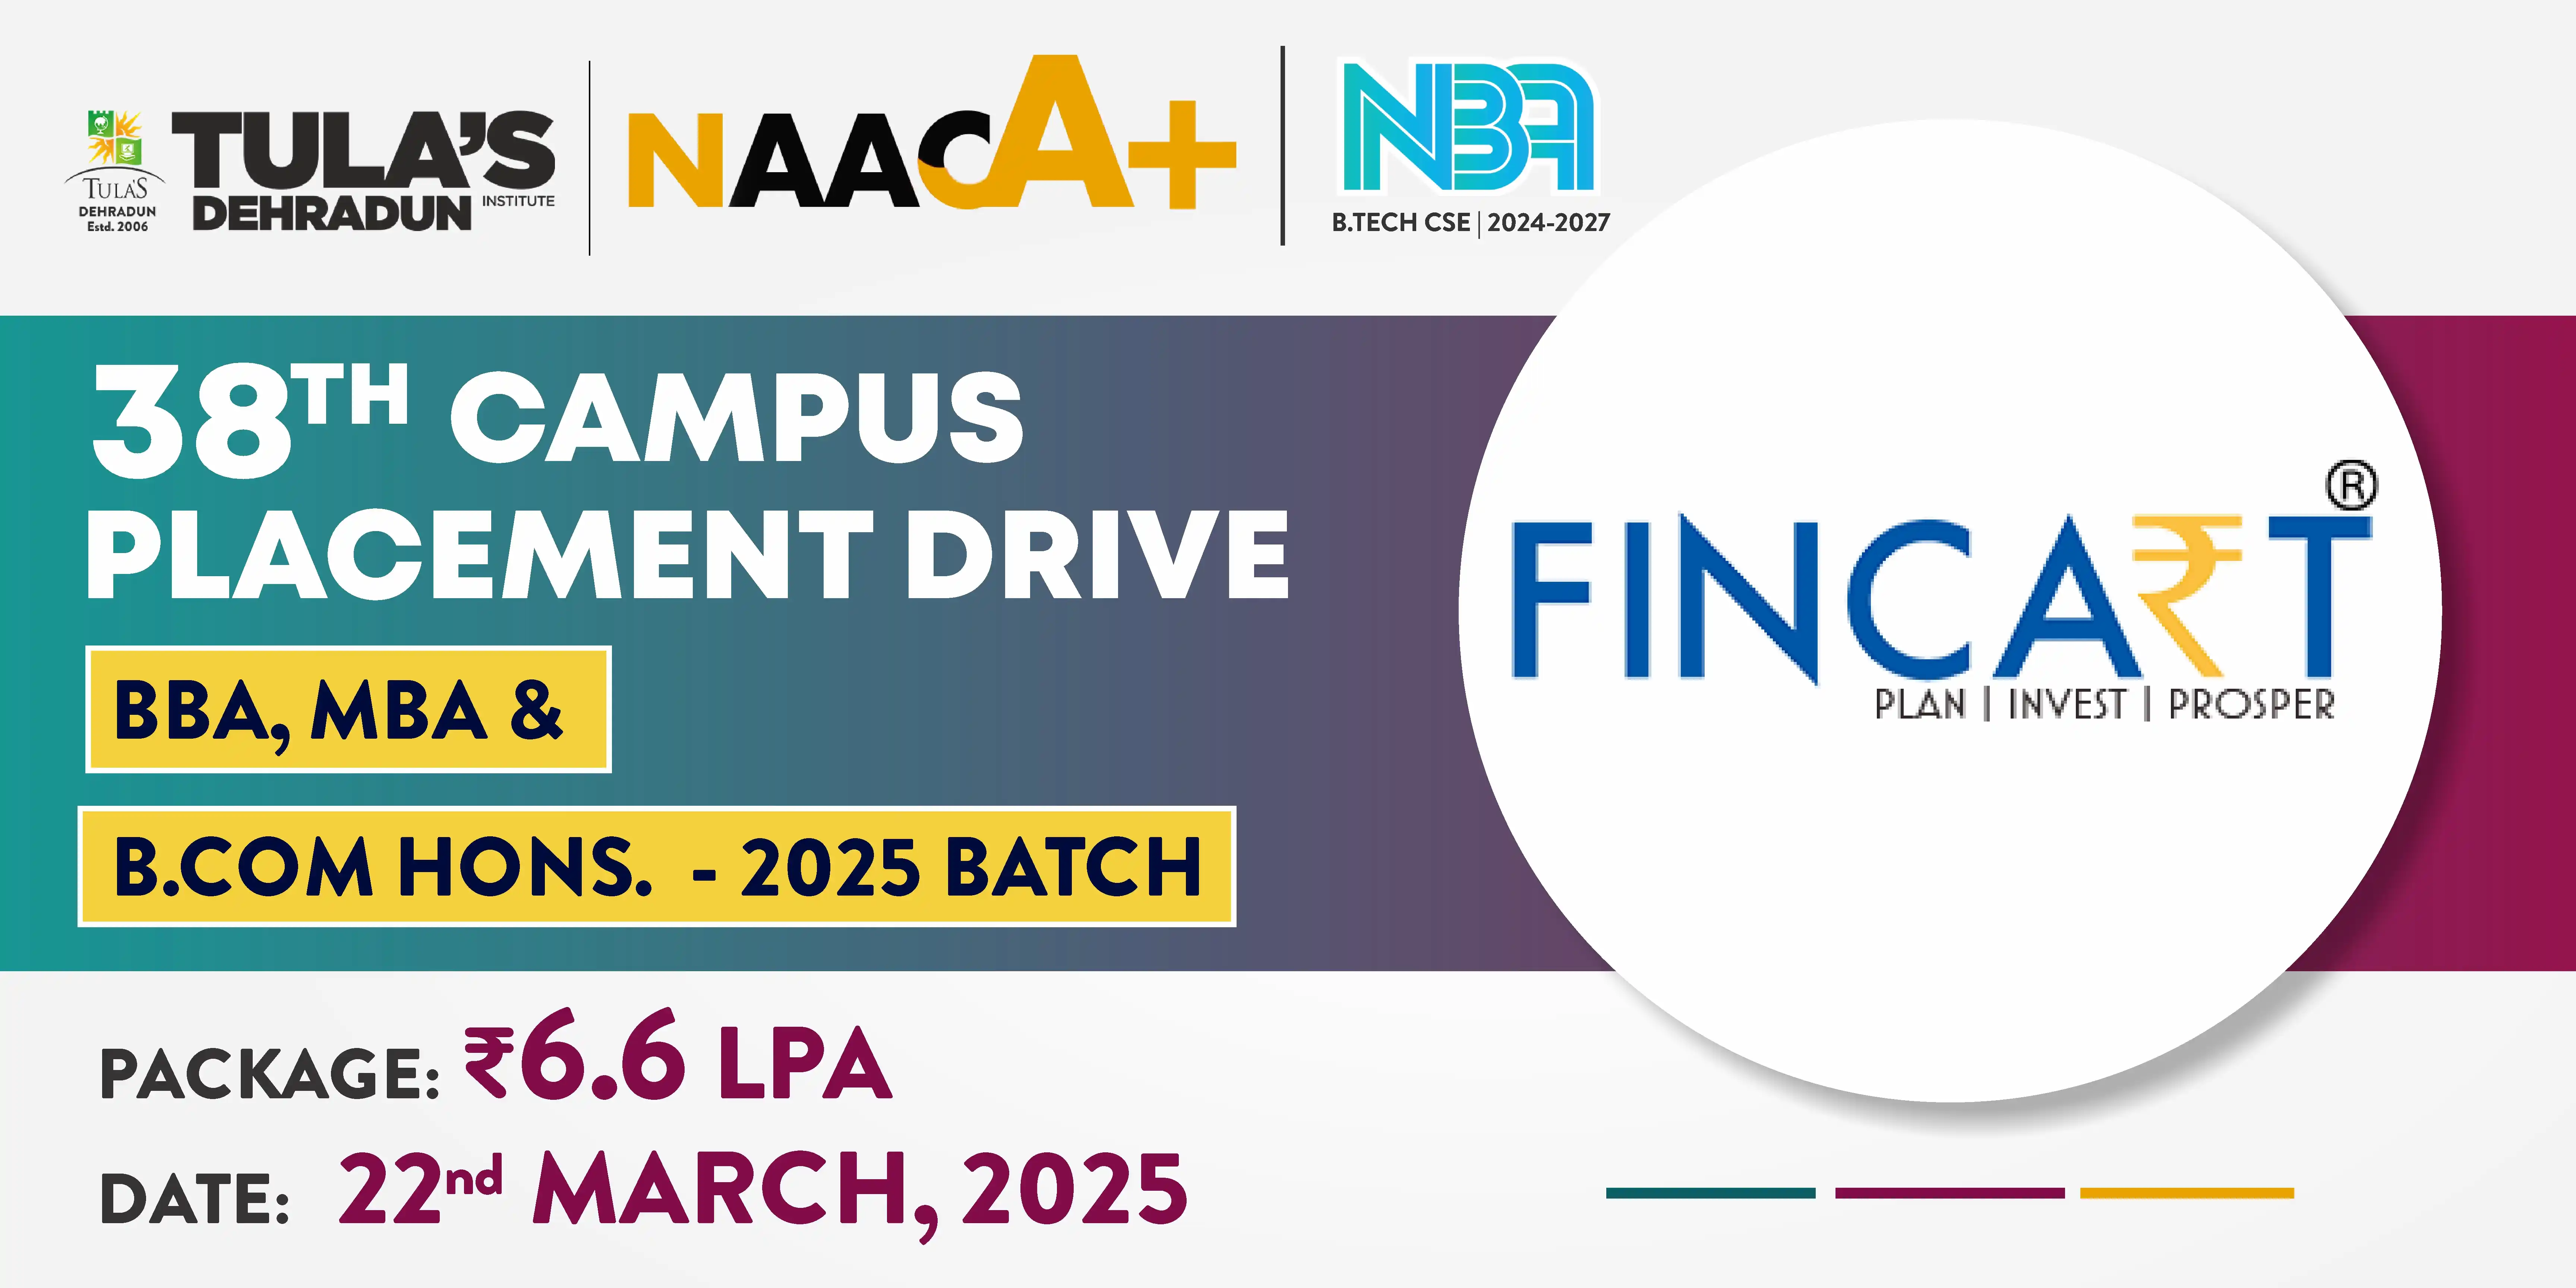 TULA'S
DEHRADUN
Estd. 2006
TULA'S
DEHRADUN INSTITUTE
NAAC A+
NBA
B.TECH CSE | 2024-2027
38TH CAMPUS
PLACEMENT DRIVE
BBA, MBA &
B.COM HONS. - 2025 BATCH
FINCA₹T®
PLAN | INVEST | PROSPER
PACKAGE: ₹6.6 LPA
DATE: 22nd MARCH, 2025